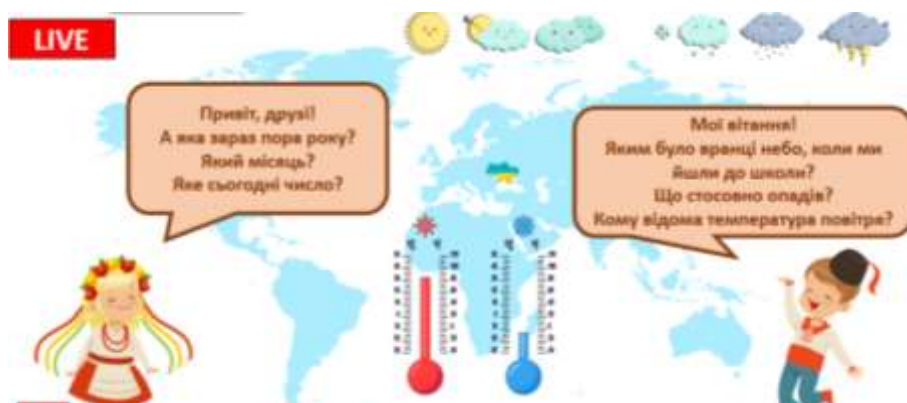 LIVE
Привіт, друзі!
А яка зараз пора року?
Який місяць?
Яке сьогодні число?
Мої вітання!
Яким було вранці небо, коли ми
йшли до школи?
Що стосовно опадів?
Кому відома температура повітря?